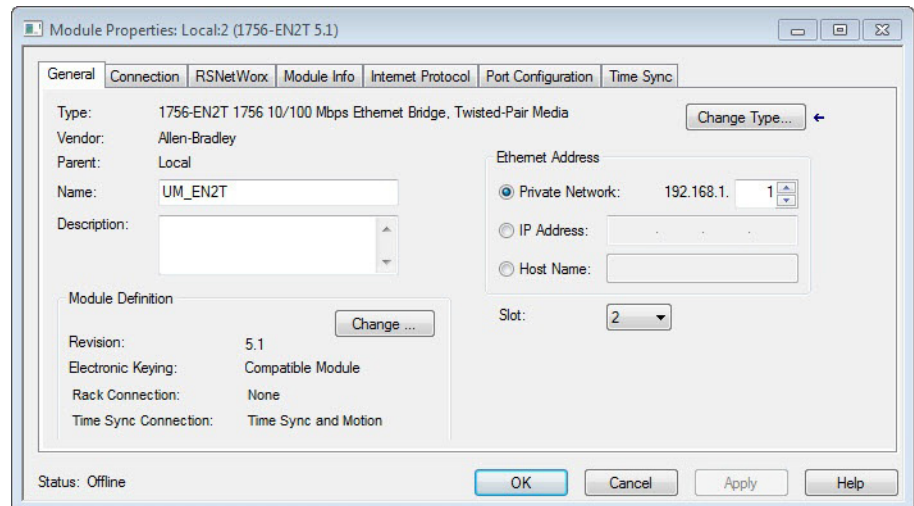 Module Properties: Local:2 (1756-EN2T 5.1)
General Connection RSNetWorx Module Info Internet Protocol Port Configuration Time Sync
Type: 1756-EN2T 1756 10/100 Mbps Ethernet Bridge, Twisted-Pair Media
Change Type...
Vendor: Allen-Bradley
Parent: Local
Name: UM_EN2T
Description:
Ethernet Address
Private Network: 192.168.1. 1
IP Address: . . .
Host Name:
Module Definition
Change ...
Revision: 5.1
Electronic Keying: Compatible Module
Rack Connection: None
Time Sync Connection: Time Sync and Motion
Slot: 2
Status: Offline
OK Cancel Apply Help